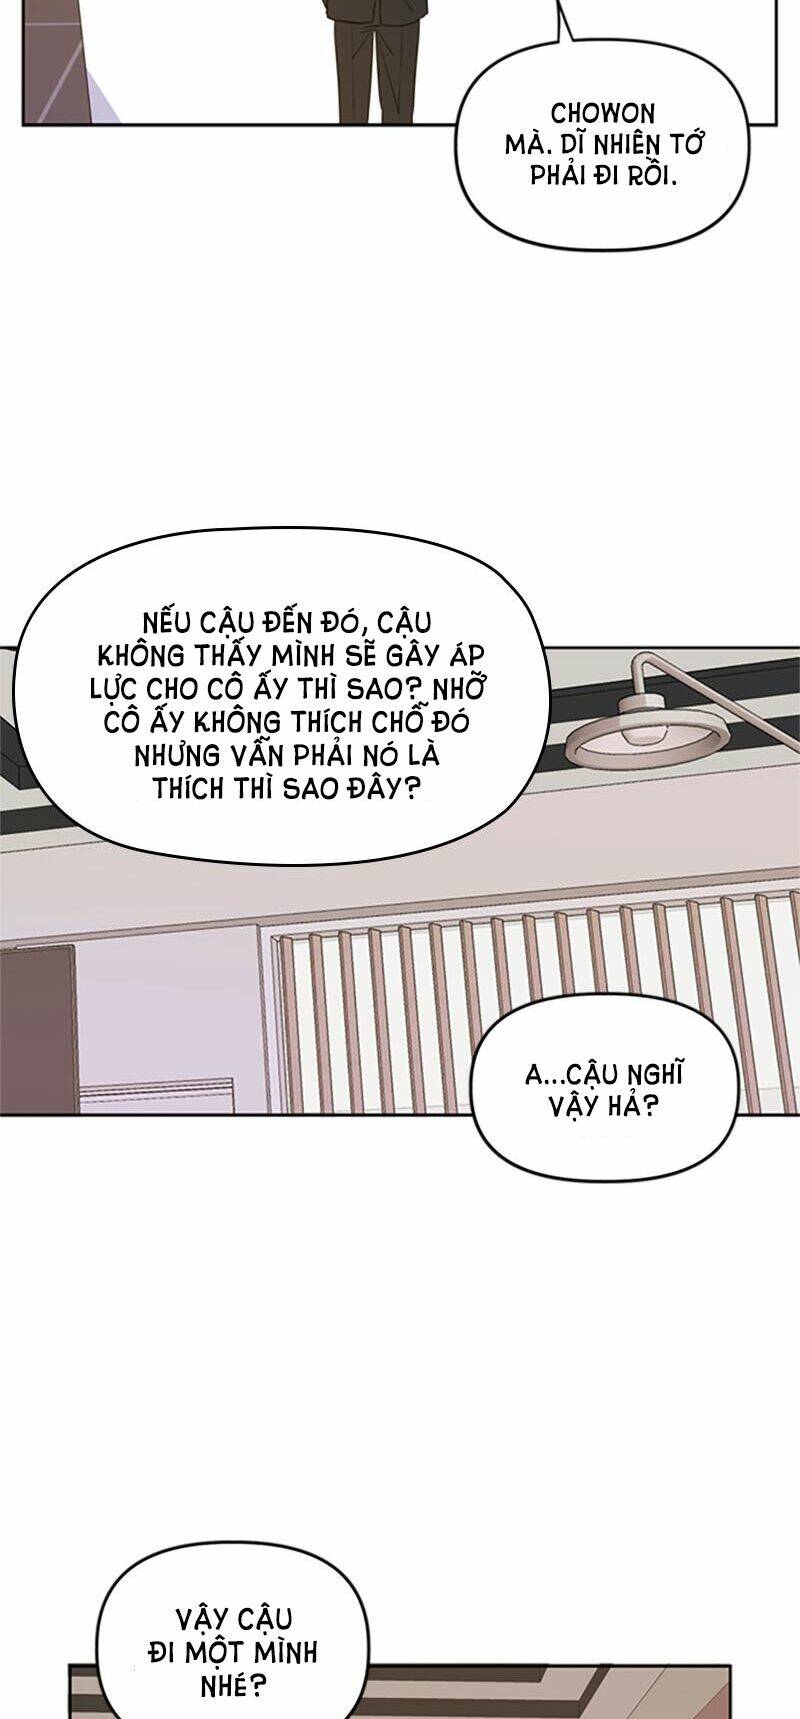 CHOWON
MÀ. DĨ NHIÊN TỚ
PHẢI ĐI RỒI.
NẾU CẬU ĐẾN ĐÓ, CẬU
KHÔNG THẤY MÌNH SẼ GÂY ÁP
LỰC CHO CÔ ẤY THÌ SAO? NHỠ
CÔ ẤY KHÔNG THÍCH CHỖ ĐÓ
NHƯNG VẪN PHẢI NÓ LÀ
THÍCH THÌ SAO ĐÂY?
A...CẬU NGHĨ
VẬY HẢ?
VẬY CẬU
ĐI MỘT MÌNH
NHÉ?